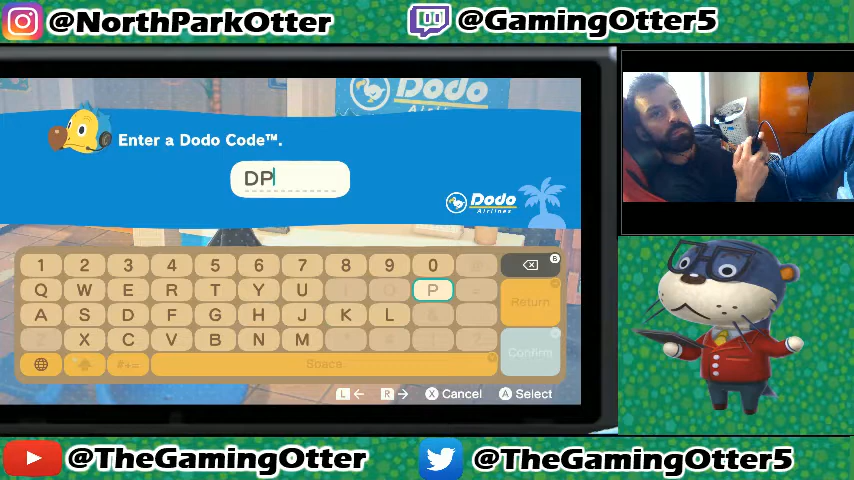 @NorthParkOtter
@GamingOtter5
Dodo
Enter a Dodo Code™.
DP
Dodo
Airlines
1 2 3 4 5 6 7 8 9 0 @
Q W E R T Y U I O P
B
Return
A S D F G H J K L
Z X C V B N M
Confirm
#+=
Space
L ← R → X Cancel A Select
@TheGamingOtter
@TheGamingOtter5